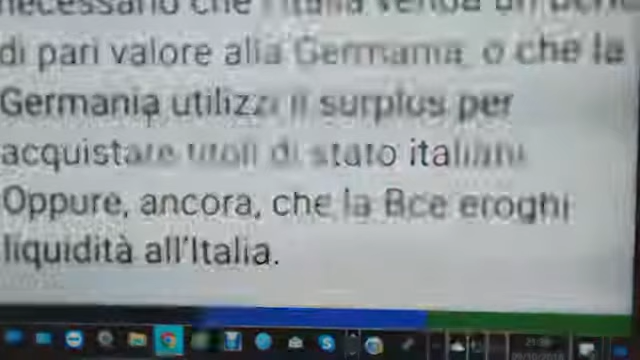 necessario che l'Italia venda un bene
di pari valore alla Germania, o che la
Germania utilizzi il surplus per
acquistare titoli di stato italiani.
Oppure, ancora, che la Bce eroghi
liquidità all'Italia.